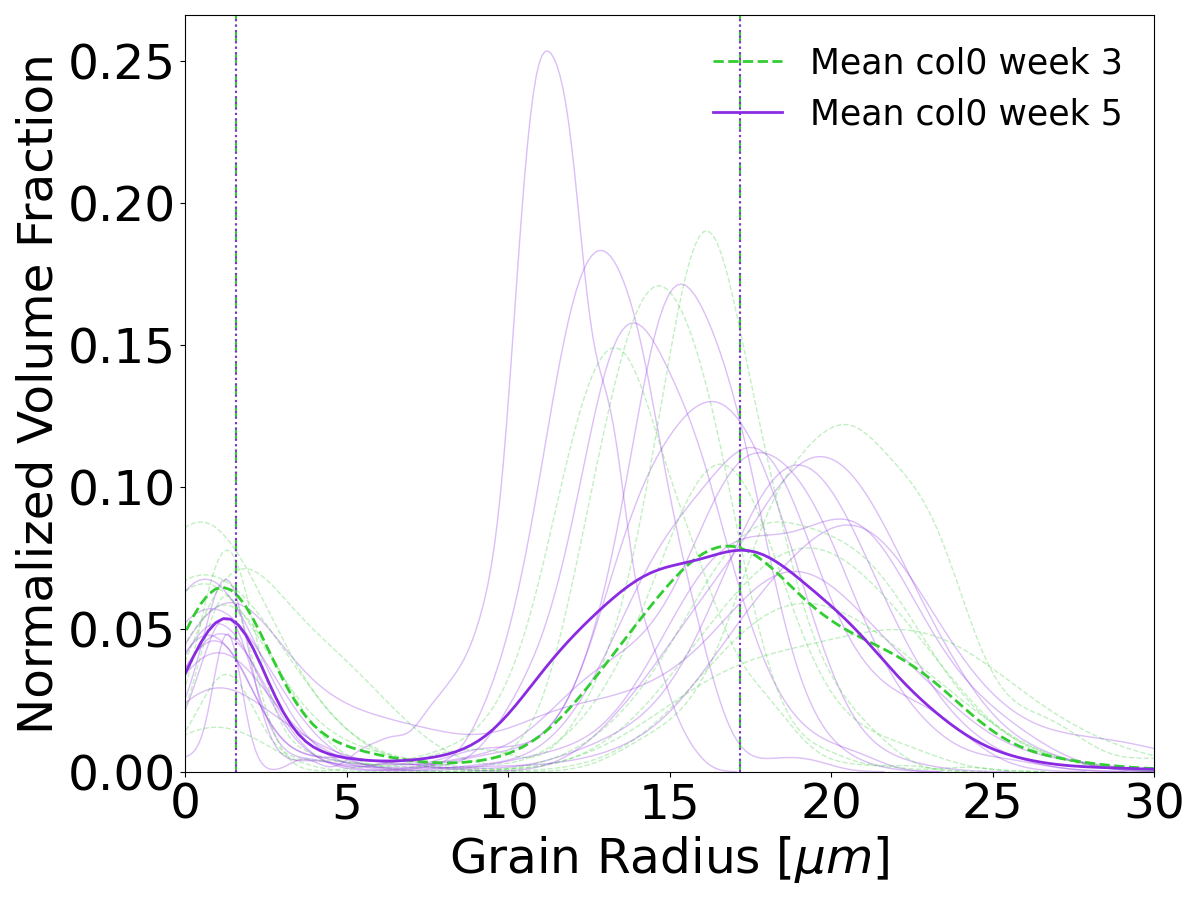 Normalized Volume Fraction
0.25
0.20
0.15
0.10
0.05
0.00
Mean col0 week 3
Mean col0 week 5
0 5 10 15 20 25 30
Grain Radius [μm]